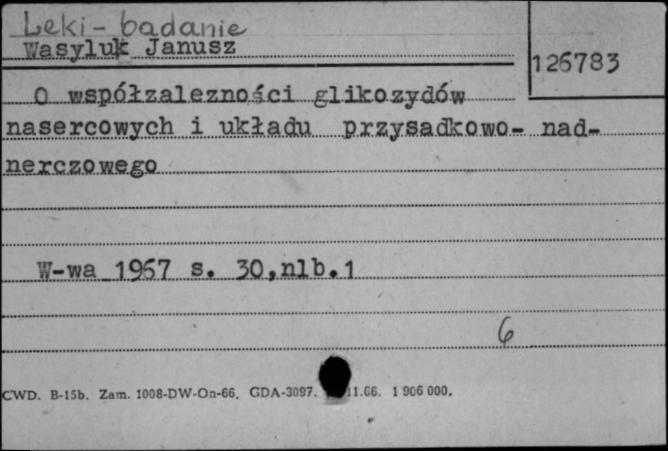 Leki - badanie
Wasyluk Janusz
126783
O współzalezności glikozydów
nasercowych i układu przysadkowo- nad-
nerczowego
W-wa 1967 s. 30,nlb.1
6
CWD. B-15b. Zam. 1008-DW-On-66. GDA-3097. 11.66. 1 906 000.